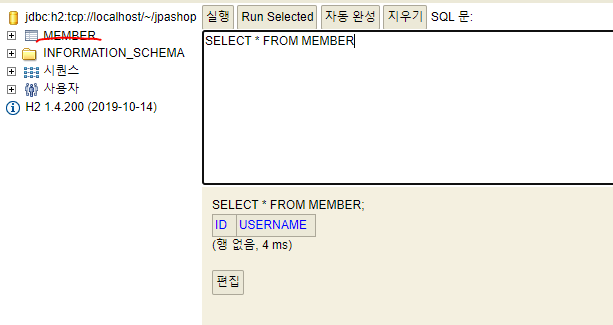 jdbc:h2:tcp://localhost/~/jpashop
MEMBER
INFORMATION_SCHEMA
시퀀스
사용자
H2 1.4.200 (2019-10-14)
실행 Run Selected 자동 완성 지우기 SQL 문:
SELECT * FROM MEMBER
SELECT * FROM MEMBER;
ID USERNAME
(행 없음, 4 ms)
편집